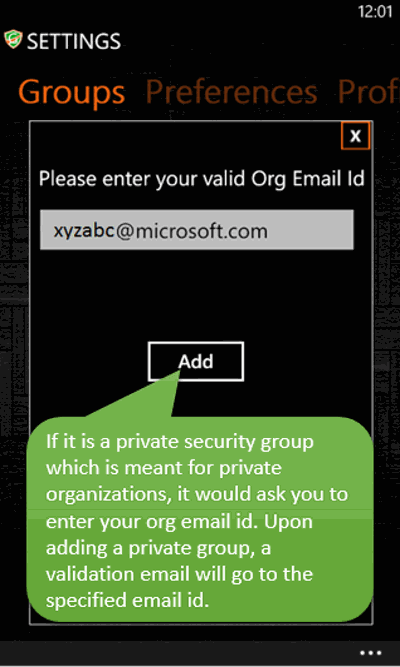 12:01
SETTINGS
Groups Preferences Prof
X
Please enter your valid Org Email Id
xyzabc@microsoft.com
Add
If it is a private security group
which is meant for private
organizations, it would ask you to
enter your org email id. Upon
adding a private group, a
validation email will go to the
specified email id.